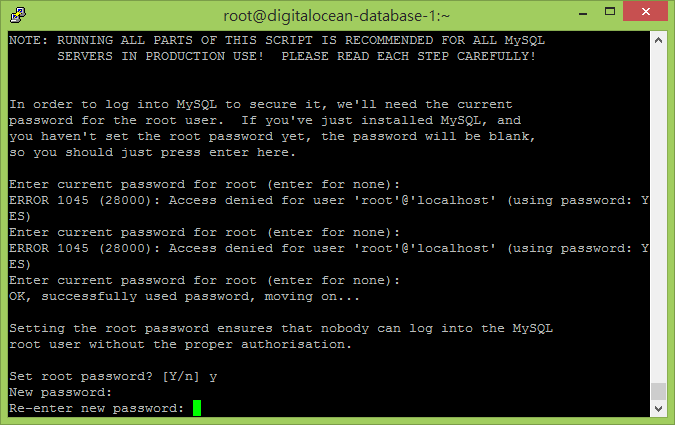 root@digitalocean-database-1:~
NOTE: RUNNING ALL PARTS OF THIS SCRIPT IS RECOMMENDED FOR ALL MySQL
SERVERS IN PRODUCTION USE!  PLEASE READ EACH STEP CAREFULLY!
In order to log into MySQL to secure it, we'll need the current
password for the root user.  If you've just installed MySQL, and
you haven't set the root password yet, the password will be blank,
so you should just press enter here.
Enter current password for root (enter for none):
ERROR 1045 (28000): Access denied for user 'root'@'localhost' (using password: Y
ES)
Enter current password for root (enter for none):
ERROR 1045 (28000): Access denied for user 'root'@'localhost' (using password: Y
ES)
Enter current password for root (enter for none):
OK, successfully used password, moving on...
Setting the root password ensures that nobody can log into the MySQL
root user without the proper authorisation.
Set root password? [Y/n] y
New password:
Re-enter new password: